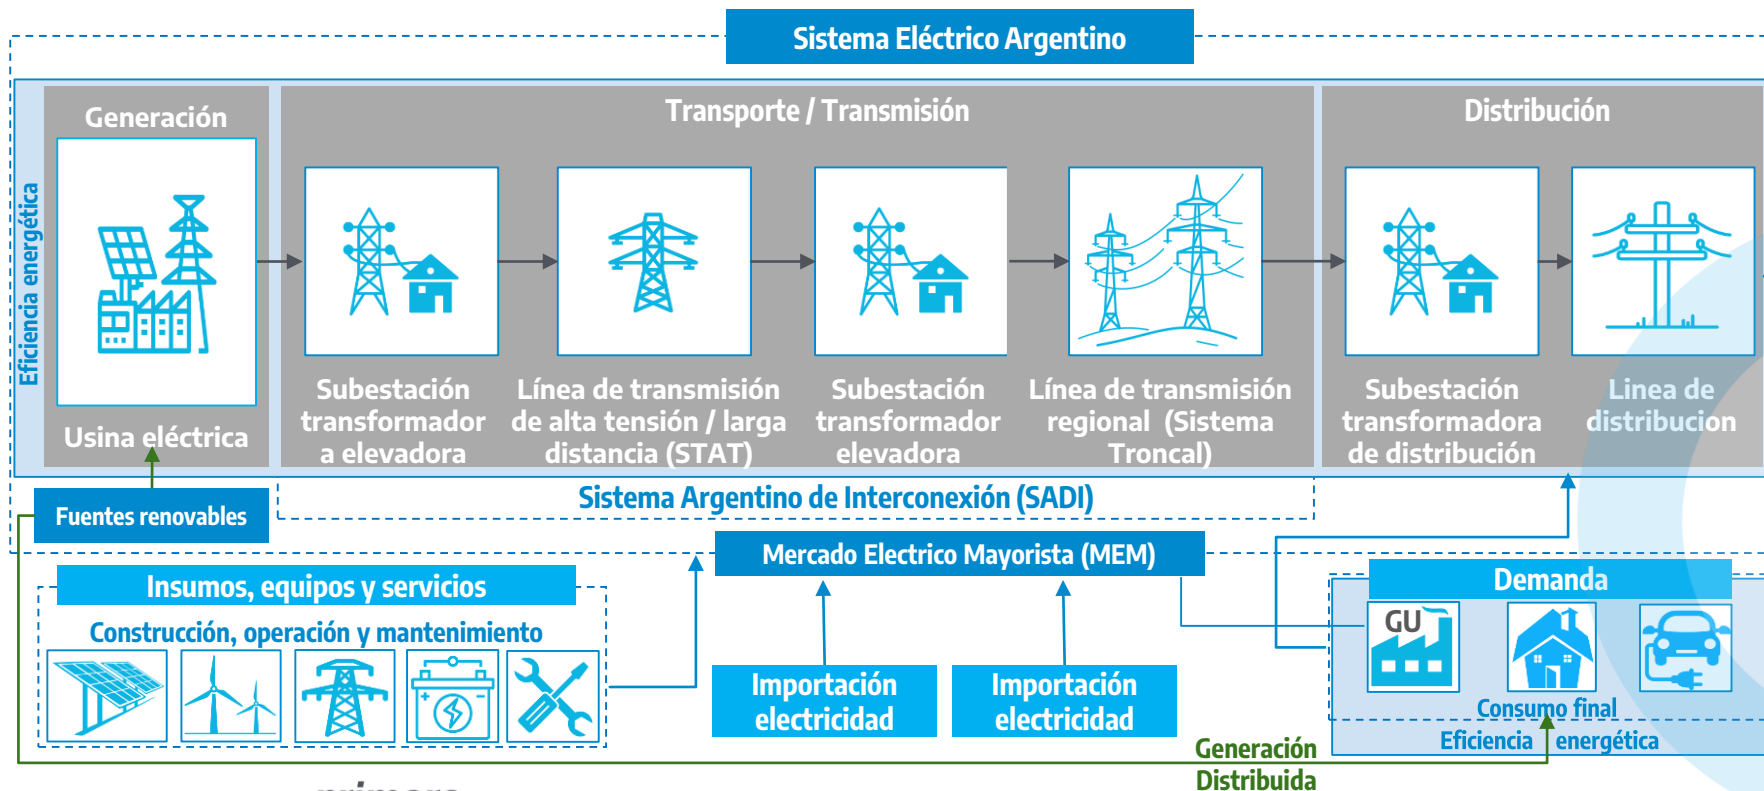 Sistema Eléctrico Argentino
Eficiencia energética
Generación
Usina eléctrica
Transporte / Transmisión
Subestación
transformador
a elevadora
Línea de transmisión
de alta tensión / larga
distancia (STAT)
Subestación
transformador
elevadora
Línea de transmisión
regional (Sistema
Troncal)
Distribución
Subestación
transformadora
de distribución
Linea de
distribucion
Fuentes renovables
Sistema Argentino de Interconexión (SADI)
Mercado Electrico Mayorista (MEM)
Insumos, equipos y servicios
Construcción, operación y mantenimiento
Importación
electricidad
Importación
electricidad
Demanda
GU
Consumo final
Eficiencia energética
Generación
Distribuida